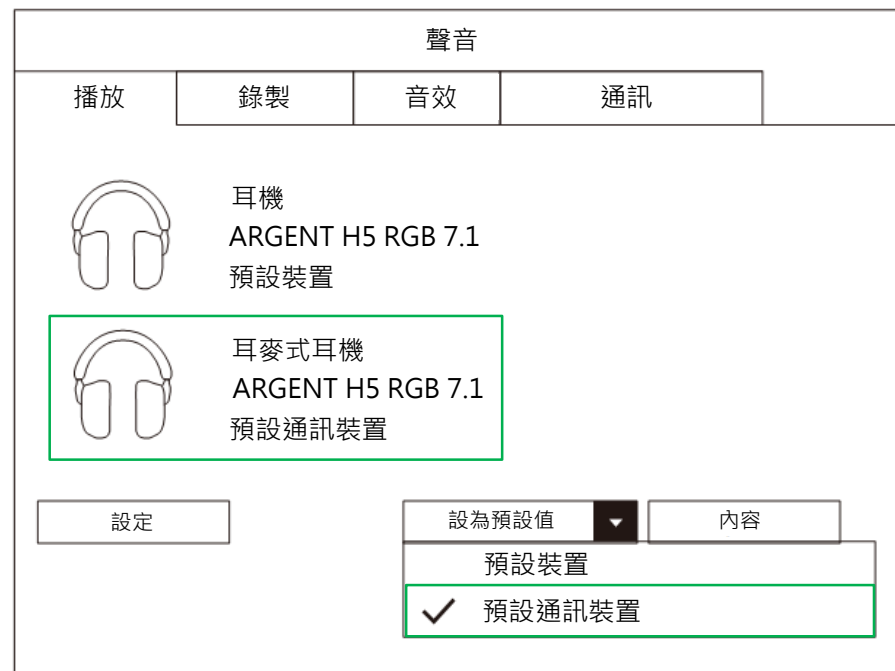 聲音
播放
錄製
音效
通訊
耳機
ARGENT H5 RGB 7.1
預設裝置
耳麥式耳機
ARGENT H5 RGB 7.1
預設通訊裝置
設定
設為預設值
內容
預設裝置
預設通訊裝置